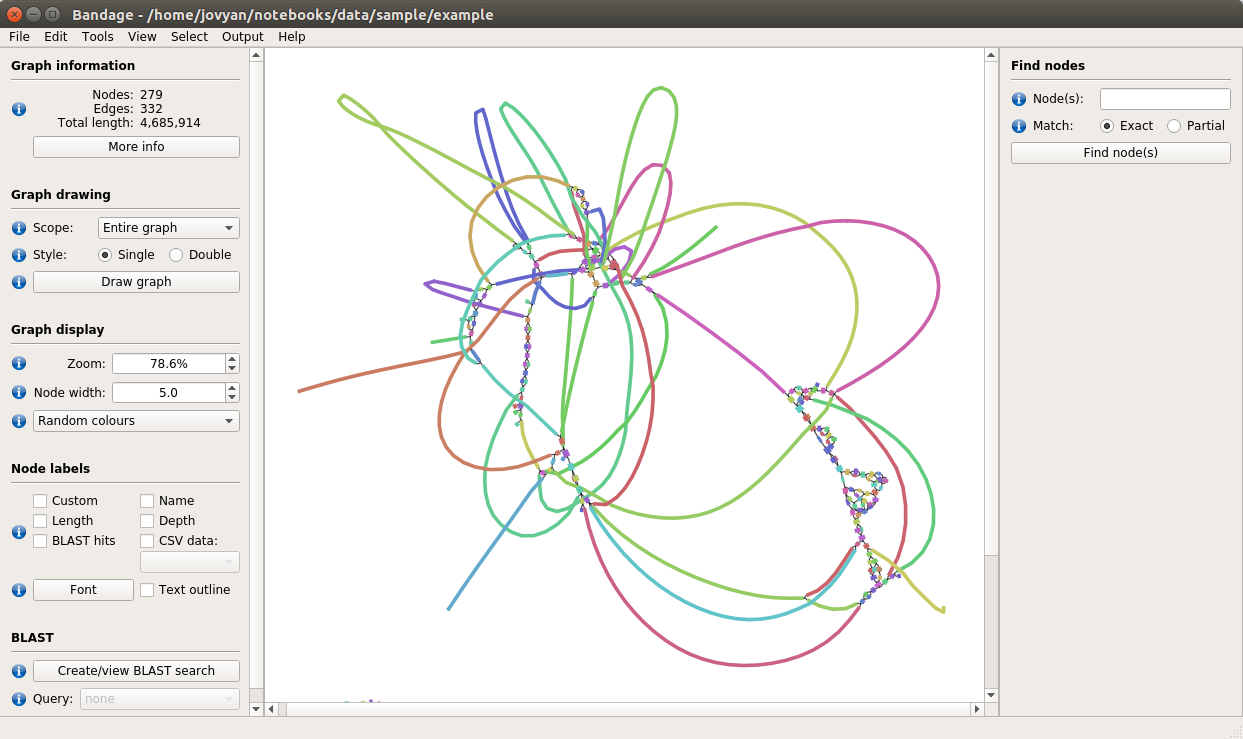 Bandage - /home/jovyan/notebooks/data/sample/example
File Edit Tools View Select Output Help
Graph information
Nodes: 279
Edges: 332
Total length: 4,685,914
More info
Graph drawing
Scope: Entire graph
Style: Single Double
Draw graph
Graph display
Zoom: 78.6%
Node width: 5.0
Random colours
Node labels
Custom Name
Length Depth
BLAST hits CSV data:
Font Text outline
BLAST
Create/view BLAST search
Query: none
Find nodes
Node(s):
Match: Exact Partial
Find node(s)